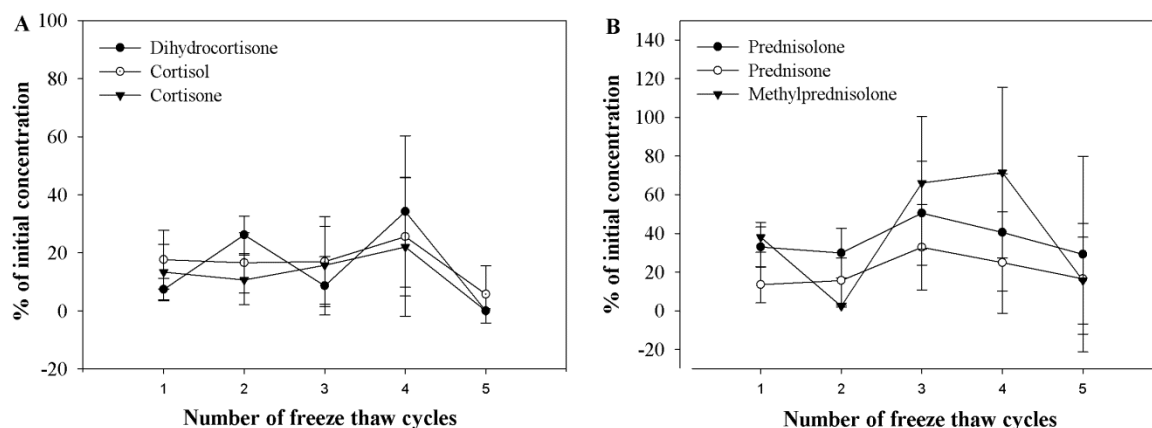 A
100
80
60
40
20
0
-20
% of initial concentration
Dihydrocortisone
Cortisol
Cortisone
1 2 3 4 5
Number of freeze thaw cycles
B
140
120
100
80
60
40
20
0
-20
% of initial concentration
Prednisolone
Prednisone
Methylprednisolone
1 2 3 4 5
Number of freeze thaw cycles